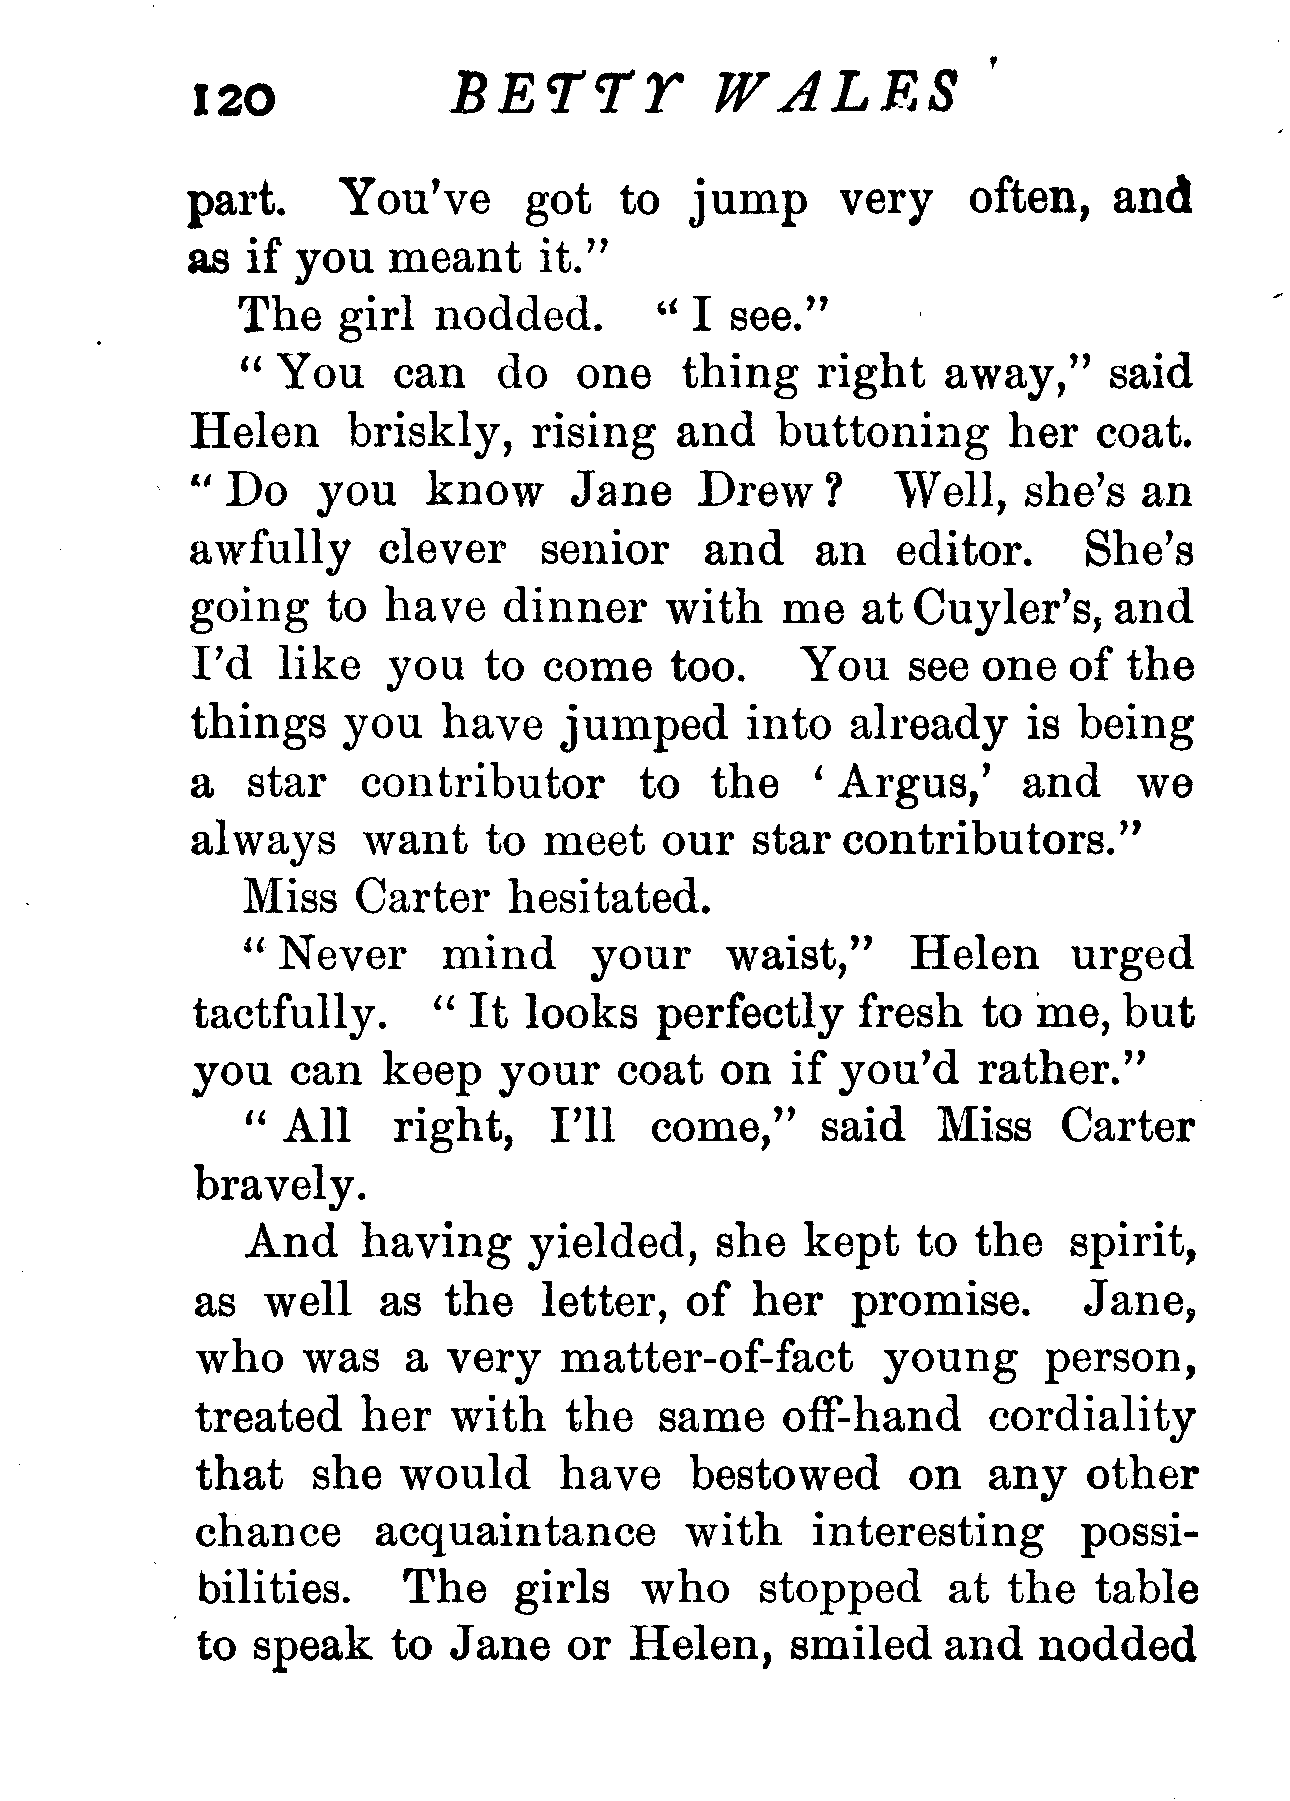 120 BETTY WALES
part. You've got to jump very often, and
as if you meant it."
The girl nodded. "I see."
"You can do one thing right away," said
Helen briskly, rising and buttoning her coat.
"Do you know Jane Drew? Well, she's an
awfully clever senior and an editor. She's
going to have dinner with me at Cuyler's, and
I'd like you to come too. You see one of the
things you have jumped into already is being
a star contributor to the 'Argus,' and we
always want to meet our star contributors."
Miss Carter hesitated.
"Never mind your waist," Helen urged
tactfully. "It looks perfectly fresh to me, but
you can keep your coat on if you'd rather."
"All right, I'll come," said Miss Carter
bravely.
And having yielded, she kept to the spirit,
as well as the letter, of her promise. Jane,
who was a very matter-of-fact young person,
treated her with the same off-hand cordiality
that she would have bestowed on any other
chance acquaintance with interesting possi-
bilities. The girls who stopped at the table
to speak to Jane or Helen, smiled and nodded